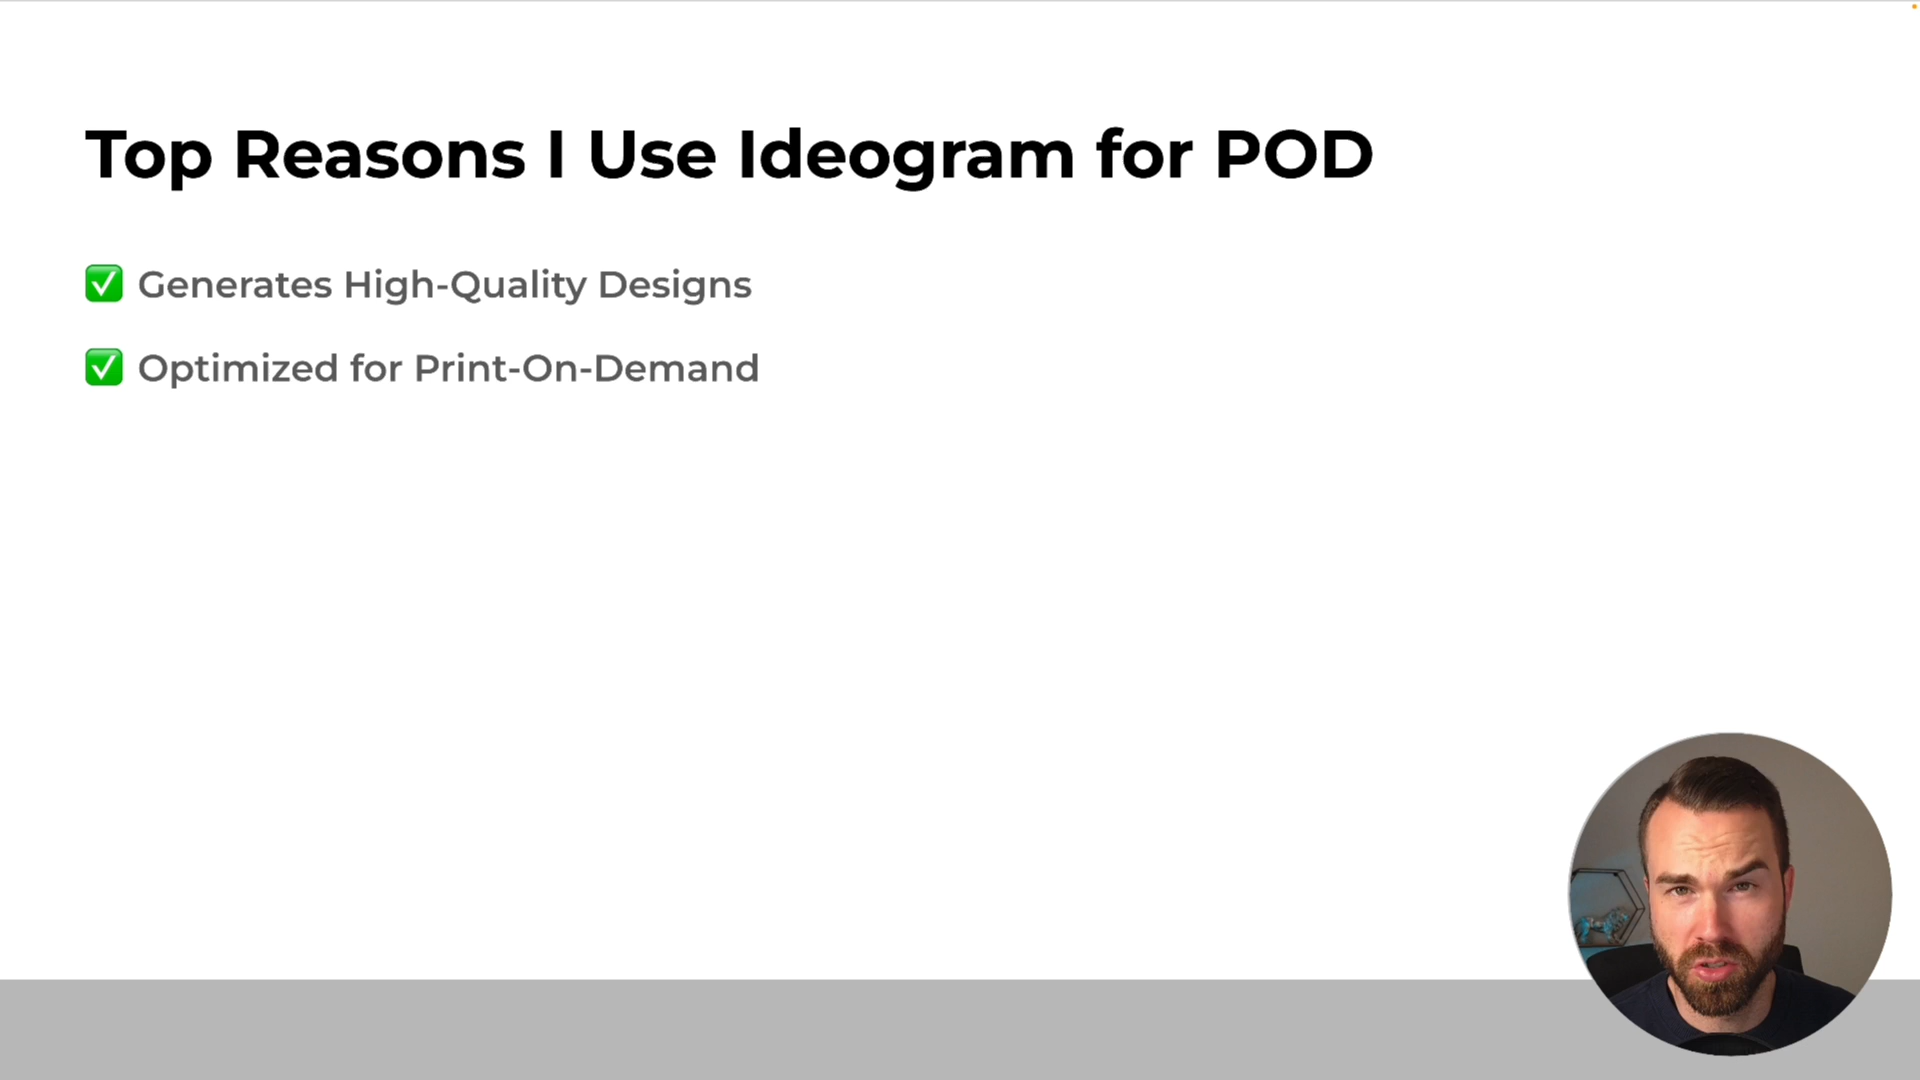 Top Reasons I Use Ideogram for POD
✅ Generates High-Quality Designs
✅ Optimized for Print-On-Demand